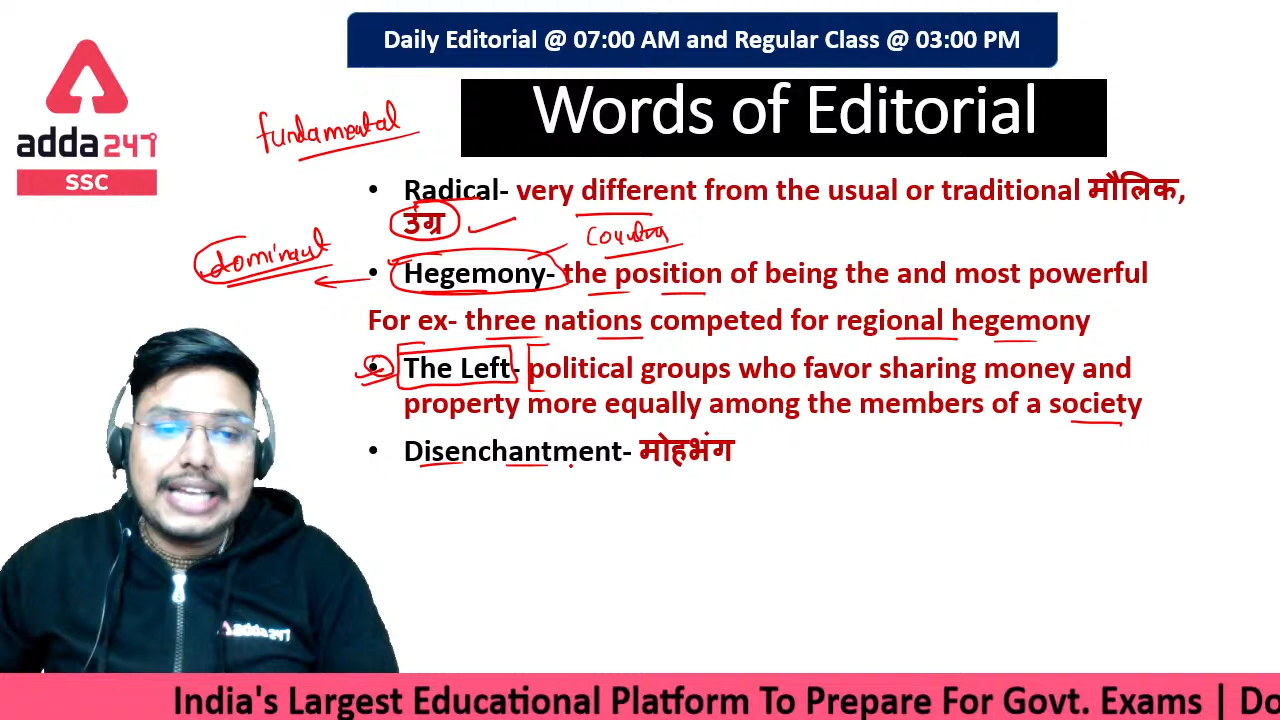 Daily Editorial @ 07:00 AM and Regular Class @ 03:00 PM
adda247
SSC
Words of Editorial
fundamental
• Radical- very different from the usual or traditional मौलिक,
उग्र
country
dominant
• Hegemony- the position of being the and most powerful
For ex- three nations competed for regional hegemony
• The Left- political groups who favor sharing money and
property more equally among the members of a society
• Disenchantment- मोहभंग
adda247
India's Largest Educational Platform To Prepare For Govt. Exams | Do